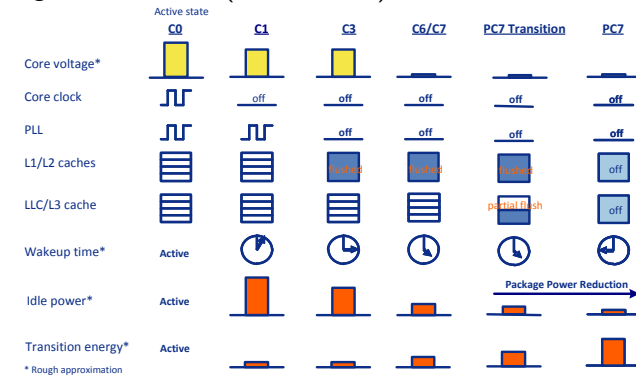 Active state
C0 C1 C3 C6/C7 PC7 Transition PC7
Core voltage*
Core clock off off off off off
PLL off off off off
L1/L2 caches flushed flushed flushed off
LLC/L3 cache partial flush off
Wakeup time* Active
Package Power Reduction
Idle power* Active
Transition energy* Active
* Rough approximation